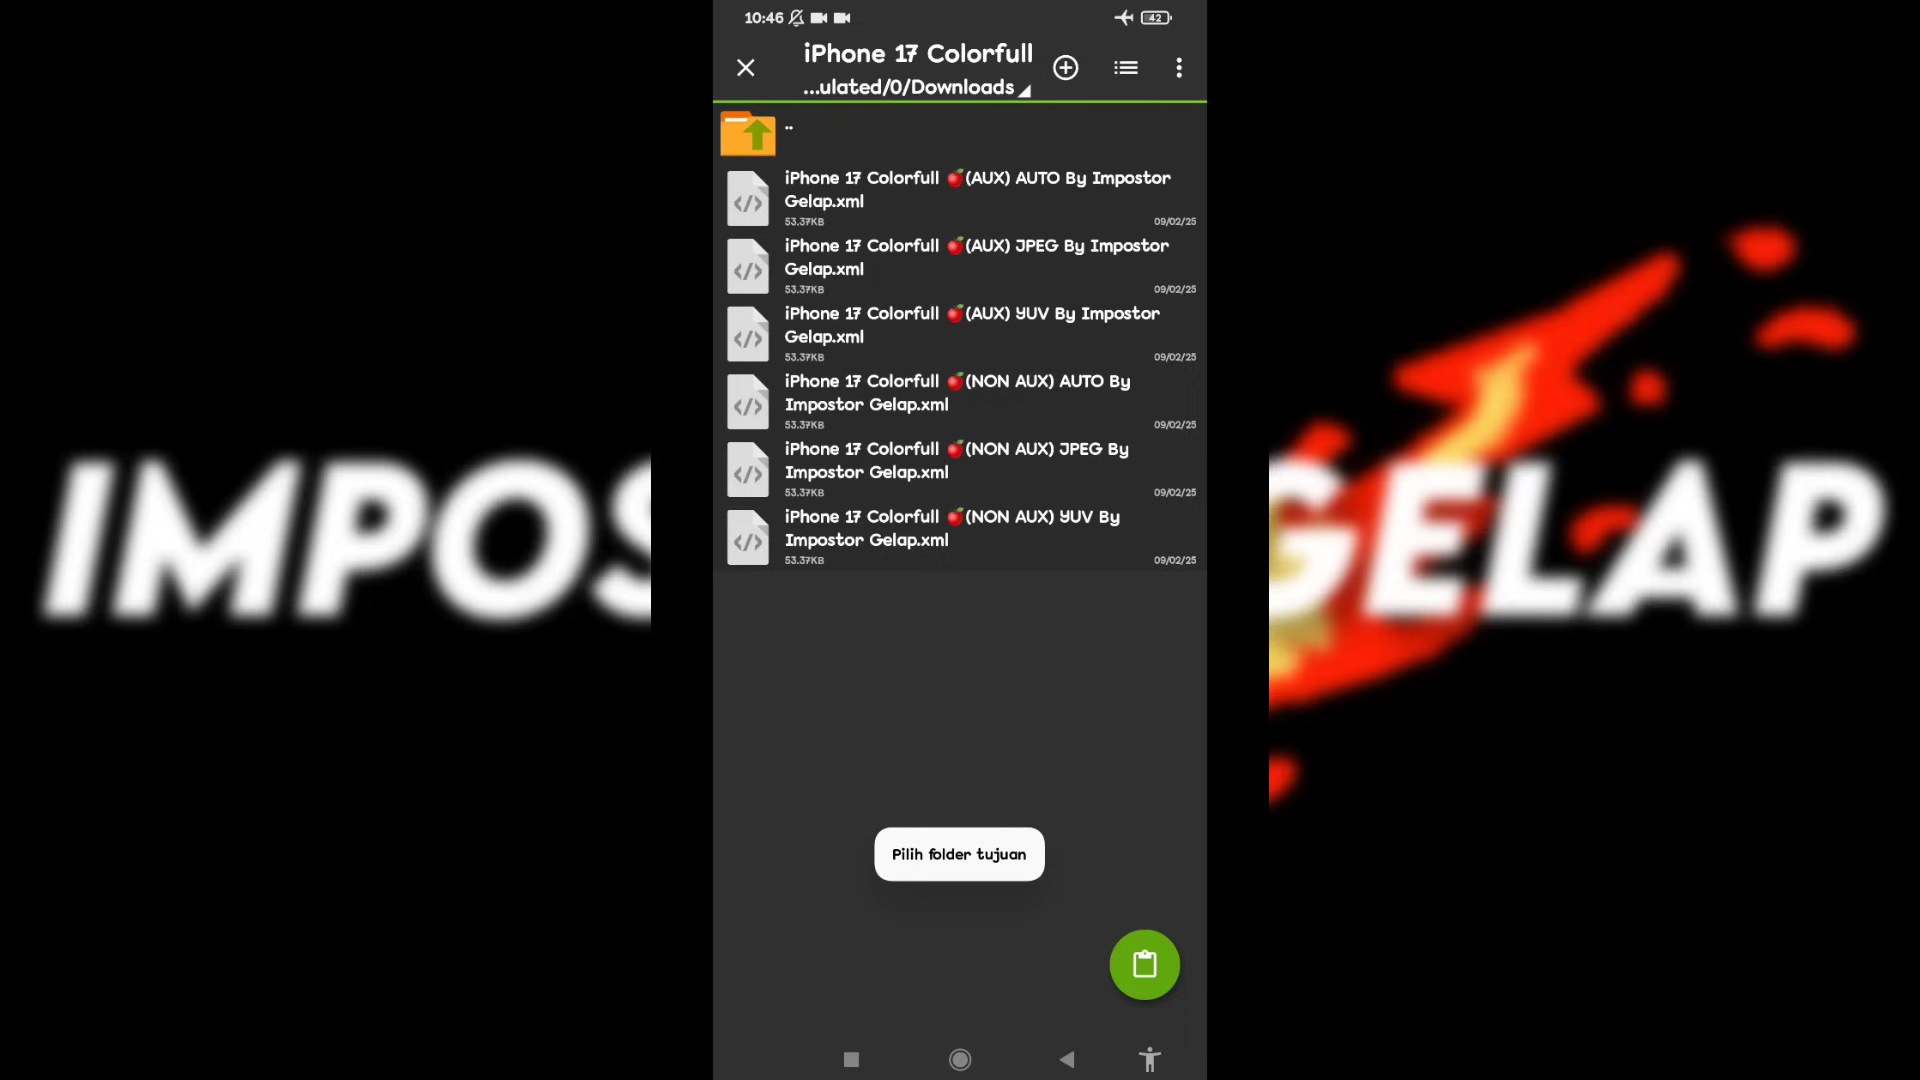 10:46
42
iPhone 17 Colorfull
...ulated/0/Downloads
..
iPhone 17 Colorfull 🍎(AUX) AUTO By Impostor
Gelap.xml
53.37KB
09/02/25
iPhone 17 Colorfull 🍎(AUX) JPEG By Impostor
Gelap.xml
53.37KB
09/02/25
iPhone 17 Colorfull 🍎(AUX) YUV By Impostor
Gelap.xml
53.37KB
09/02/25
iPhone 17 Colorfull 🍎(NON AUX) AUTO By
Impostor Gelap.xml
53.37KB
09/02/25
iPhone 17 Colorfull 🍎(NON AUX) JPEG By
Impostor Gelap.xml
53.37KB
09/02/25
iPhone 17 Colorfull 🍎(NON AUX) YUV By
Impostor Gelap.xml
53.37KB
09/02/25
IMPOS GELAP
Pilih folder tujuan